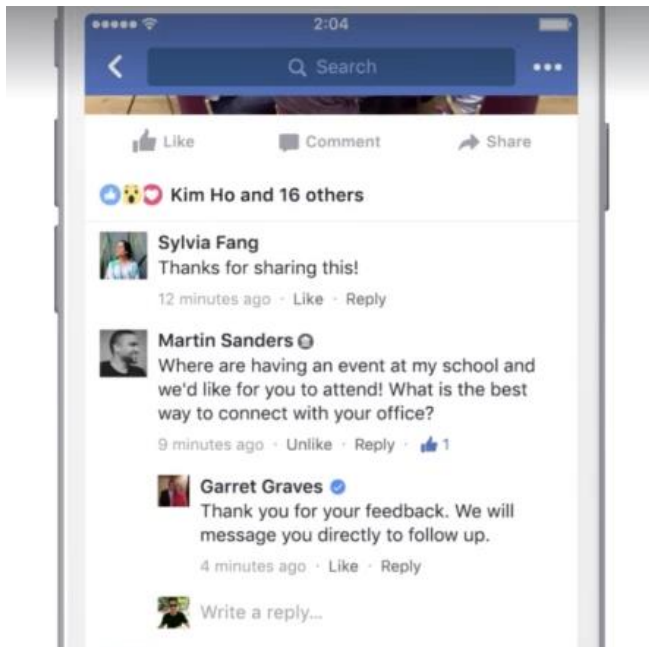 2:04
Search
Like Comment Share
Kim Ho and 16 others
Sylvia Fang
Thanks for sharing this!
12 minutes ago · Like · Reply
Martin Sanders
Where are having an event at my school and
we'd like for you to attend! What is the best
way to connect with your office?
9 minutes ago · Unlike · Reply · 1
Garret Graves
Thank you for your feedback. We will
message you directly to follow up.
4 minutes ago · Like · Reply
Write a reply...